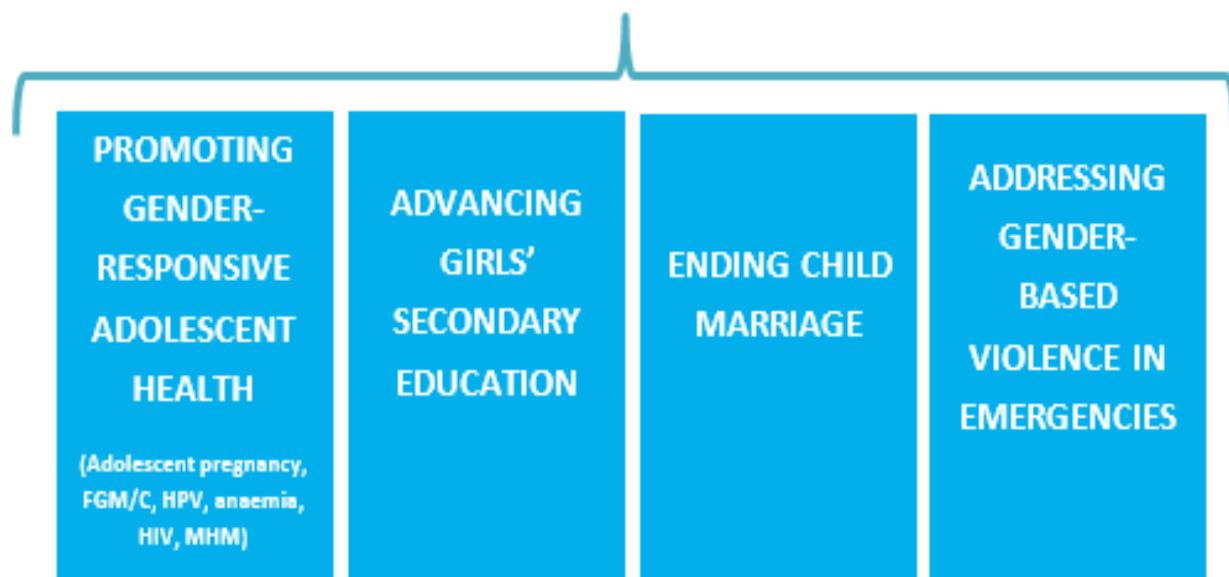 PROMOTING
GENDER-
RESPONSIVE
ADOLESCENT
HEALTH
(Adolescent pregnancy,
FGM/C, HPV, anaemia,
HIV, MHM)
ADVANCING
GIRLS’
SECONDARY
EDUCATION
ENDING CHILD
MARRIAGE
ADDRESSING
GENDER-
BASED
VIOLENCE IN
EMERGENCIES